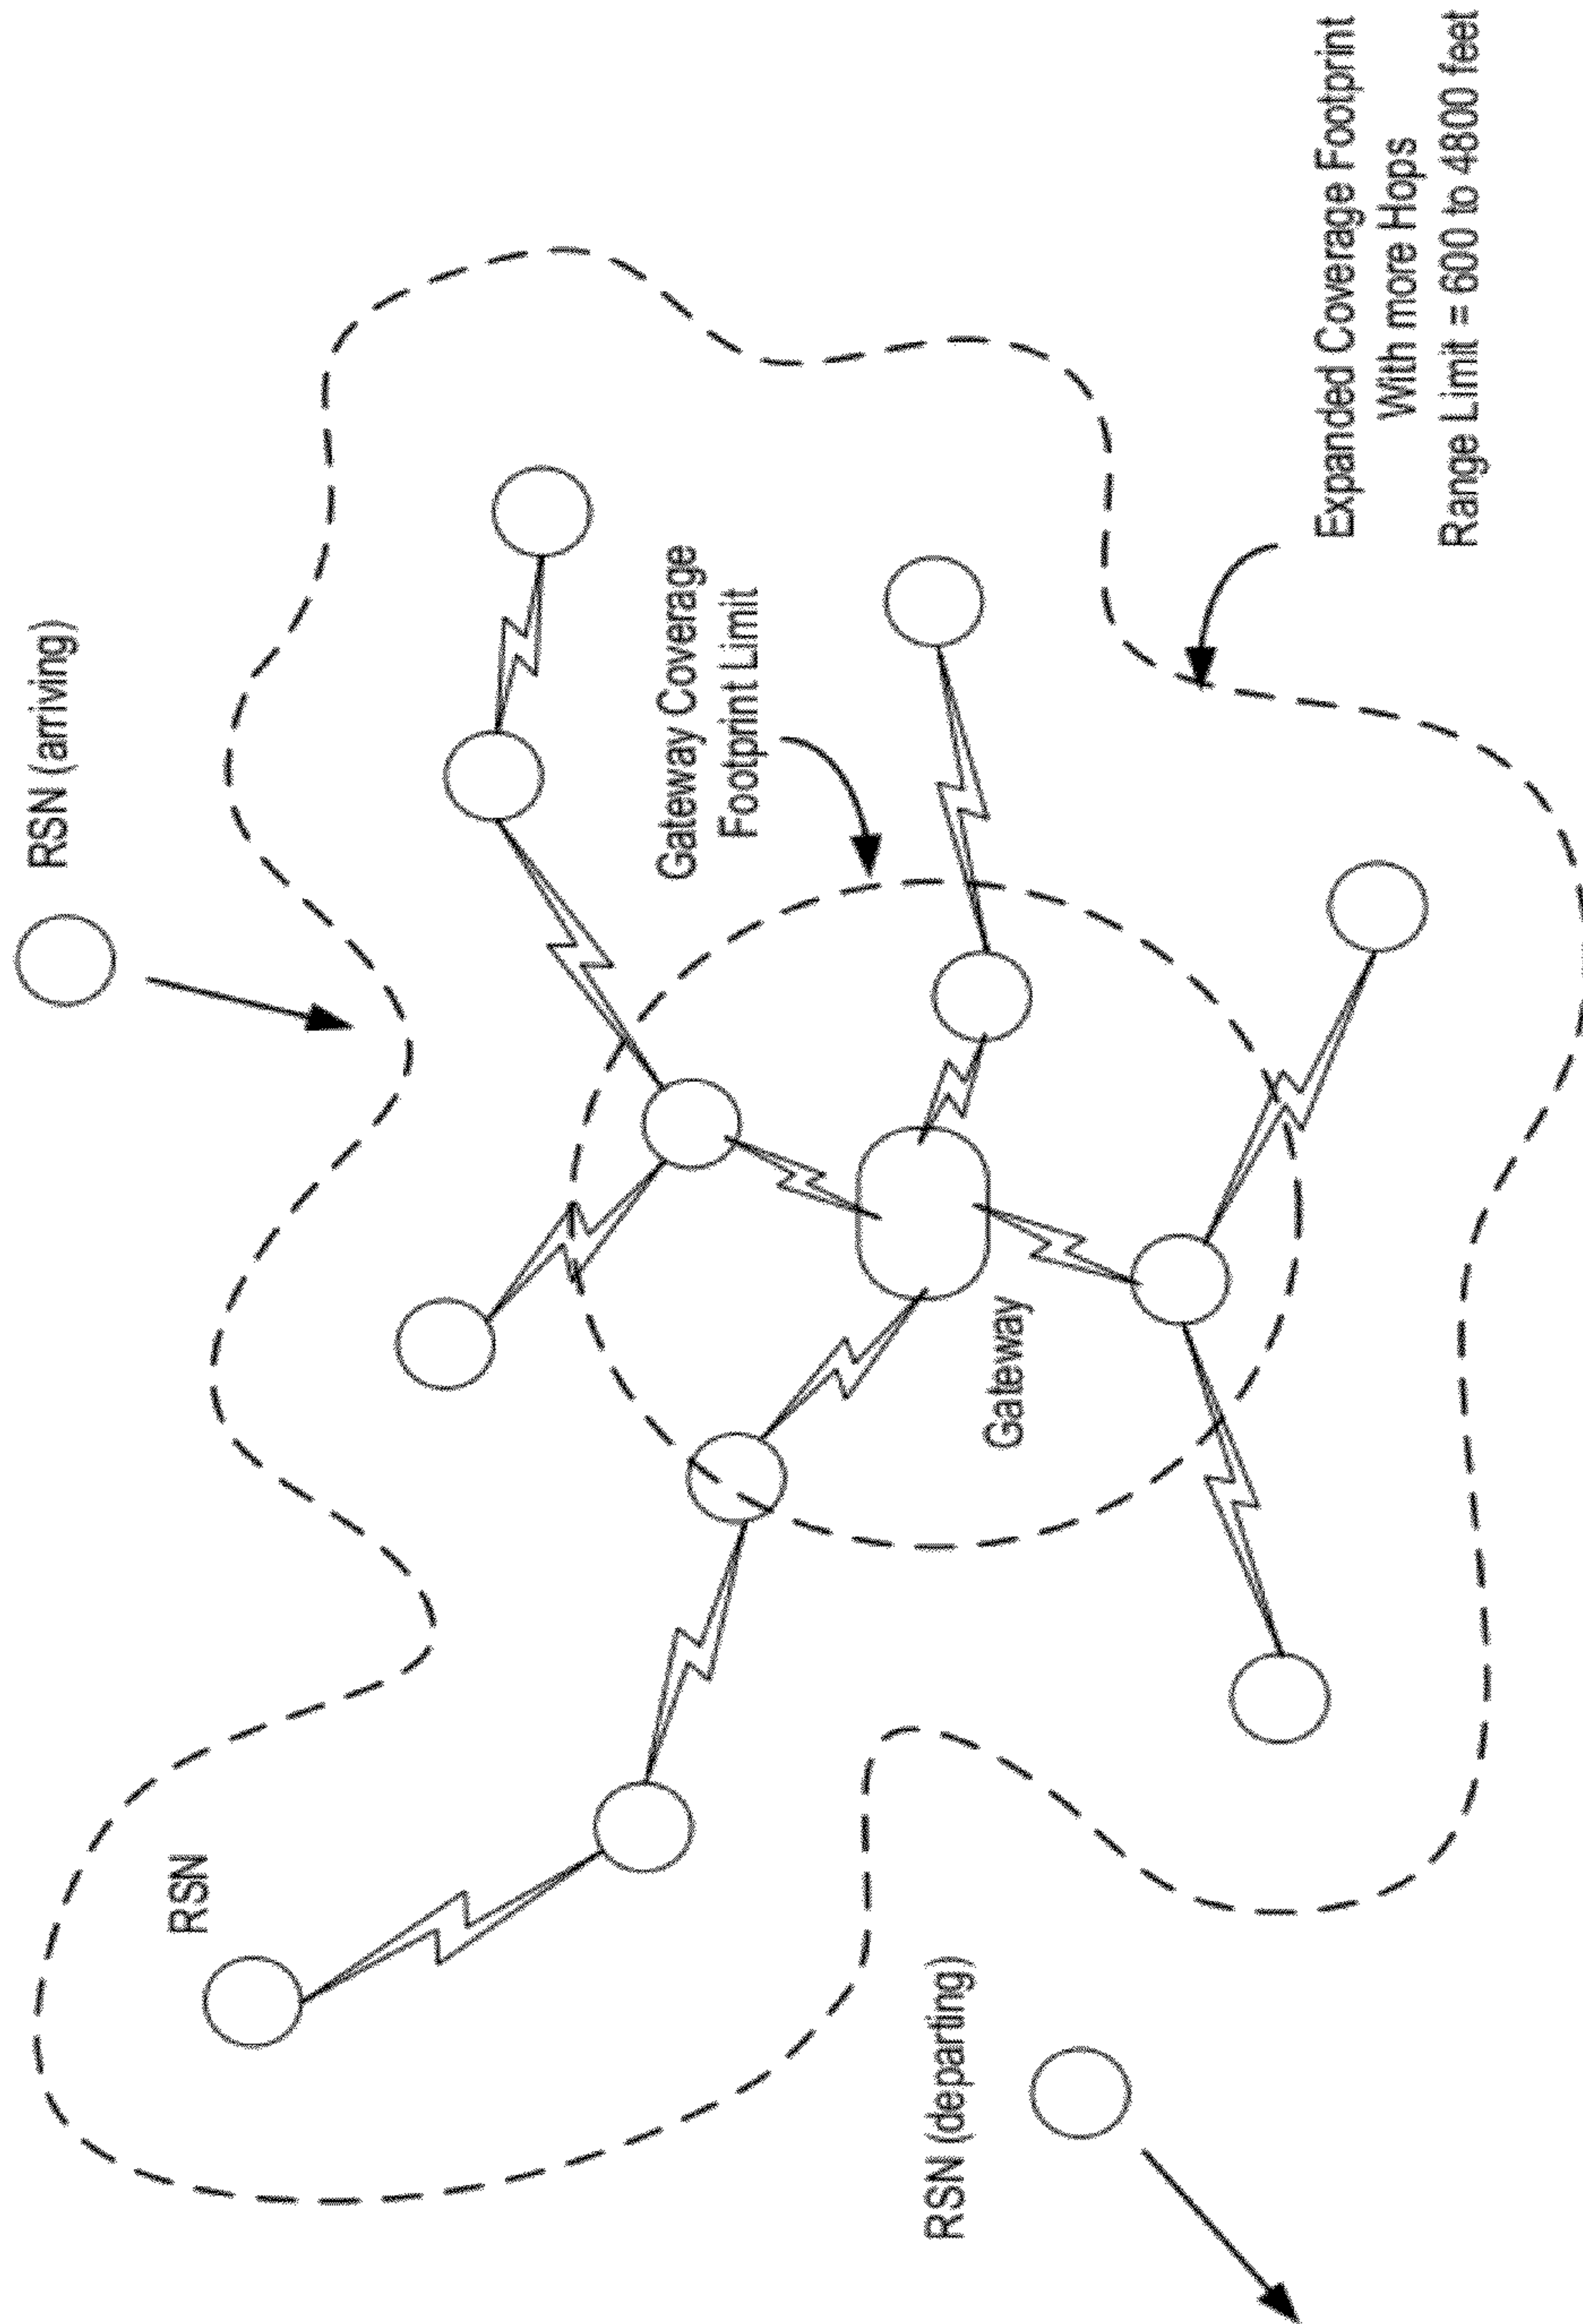 RSN (arriving)
RSN
Gateway Coverage
Footprint Limit
Gateway
RSN (departing)
Expanded Coverage Footprint
With more Hops
Range Limit = 600 to 4800 feet